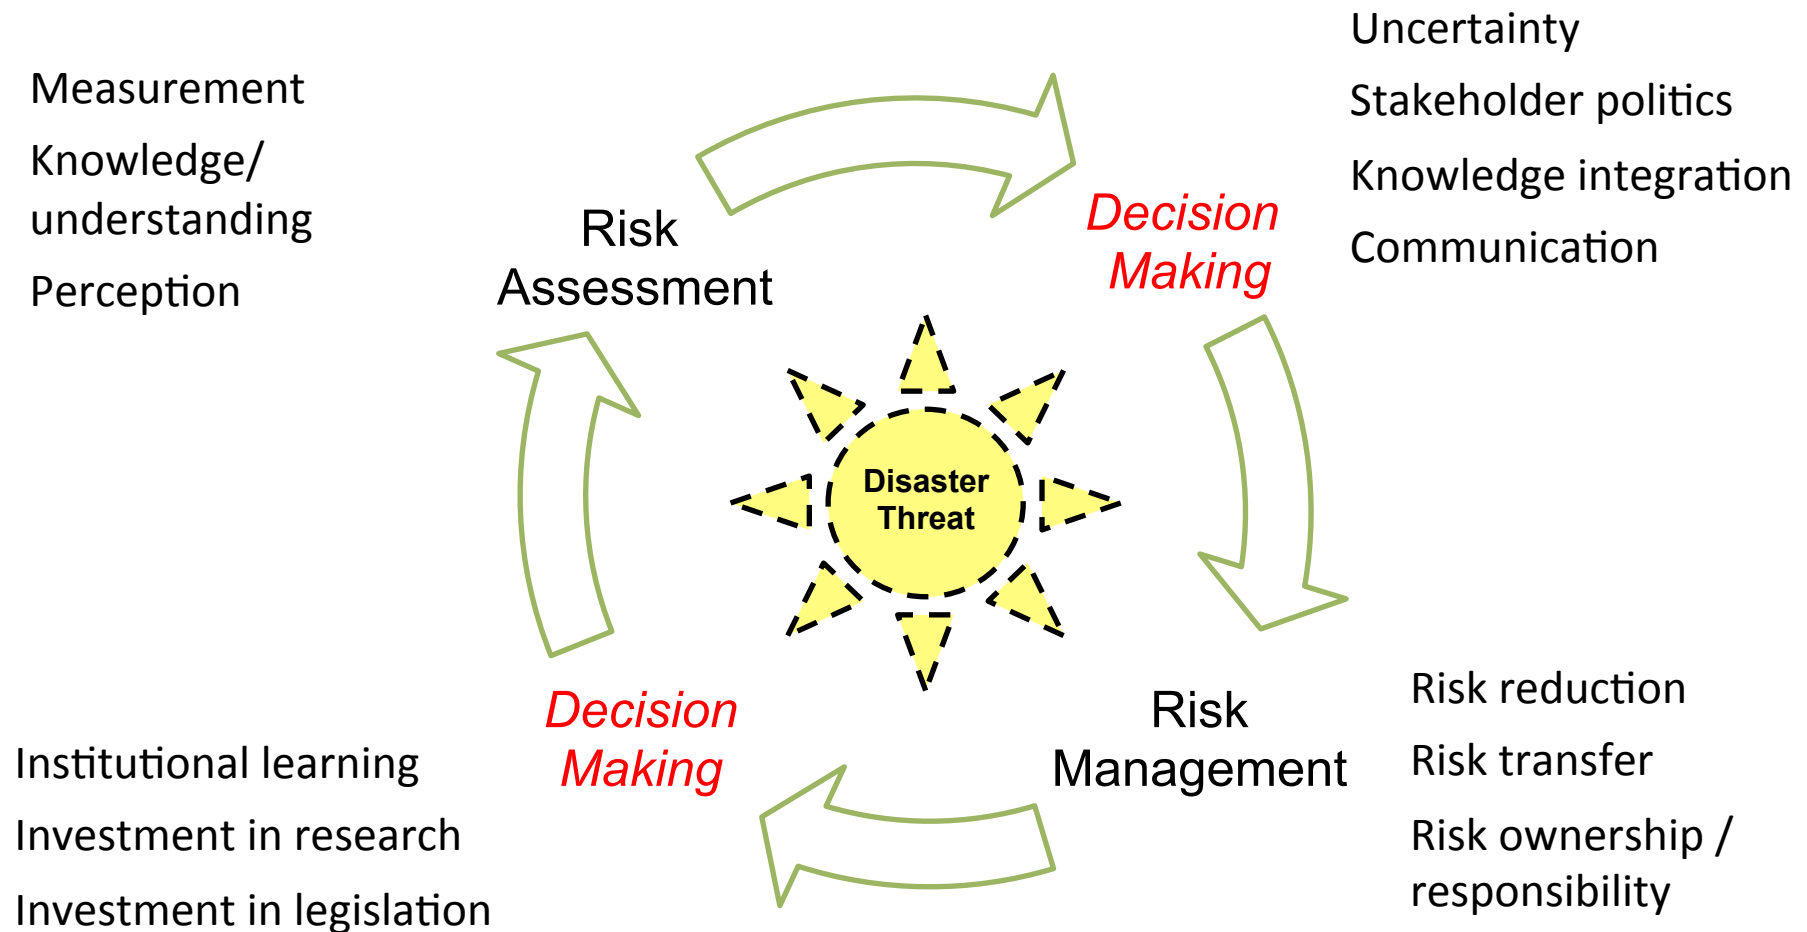 Measurement
Knowledge/
understanding
Perception
Risk
Assessment
Decision
Making
Uncertainty
Stakeholder politics
Knowledge integration
Communication
Disaster
Threat
Institutional learning
Investment in research
Investment in legislation
Decision
Making
Risk
Management
Risk reduction
Risk transfer
Risk ownership /
responsibility